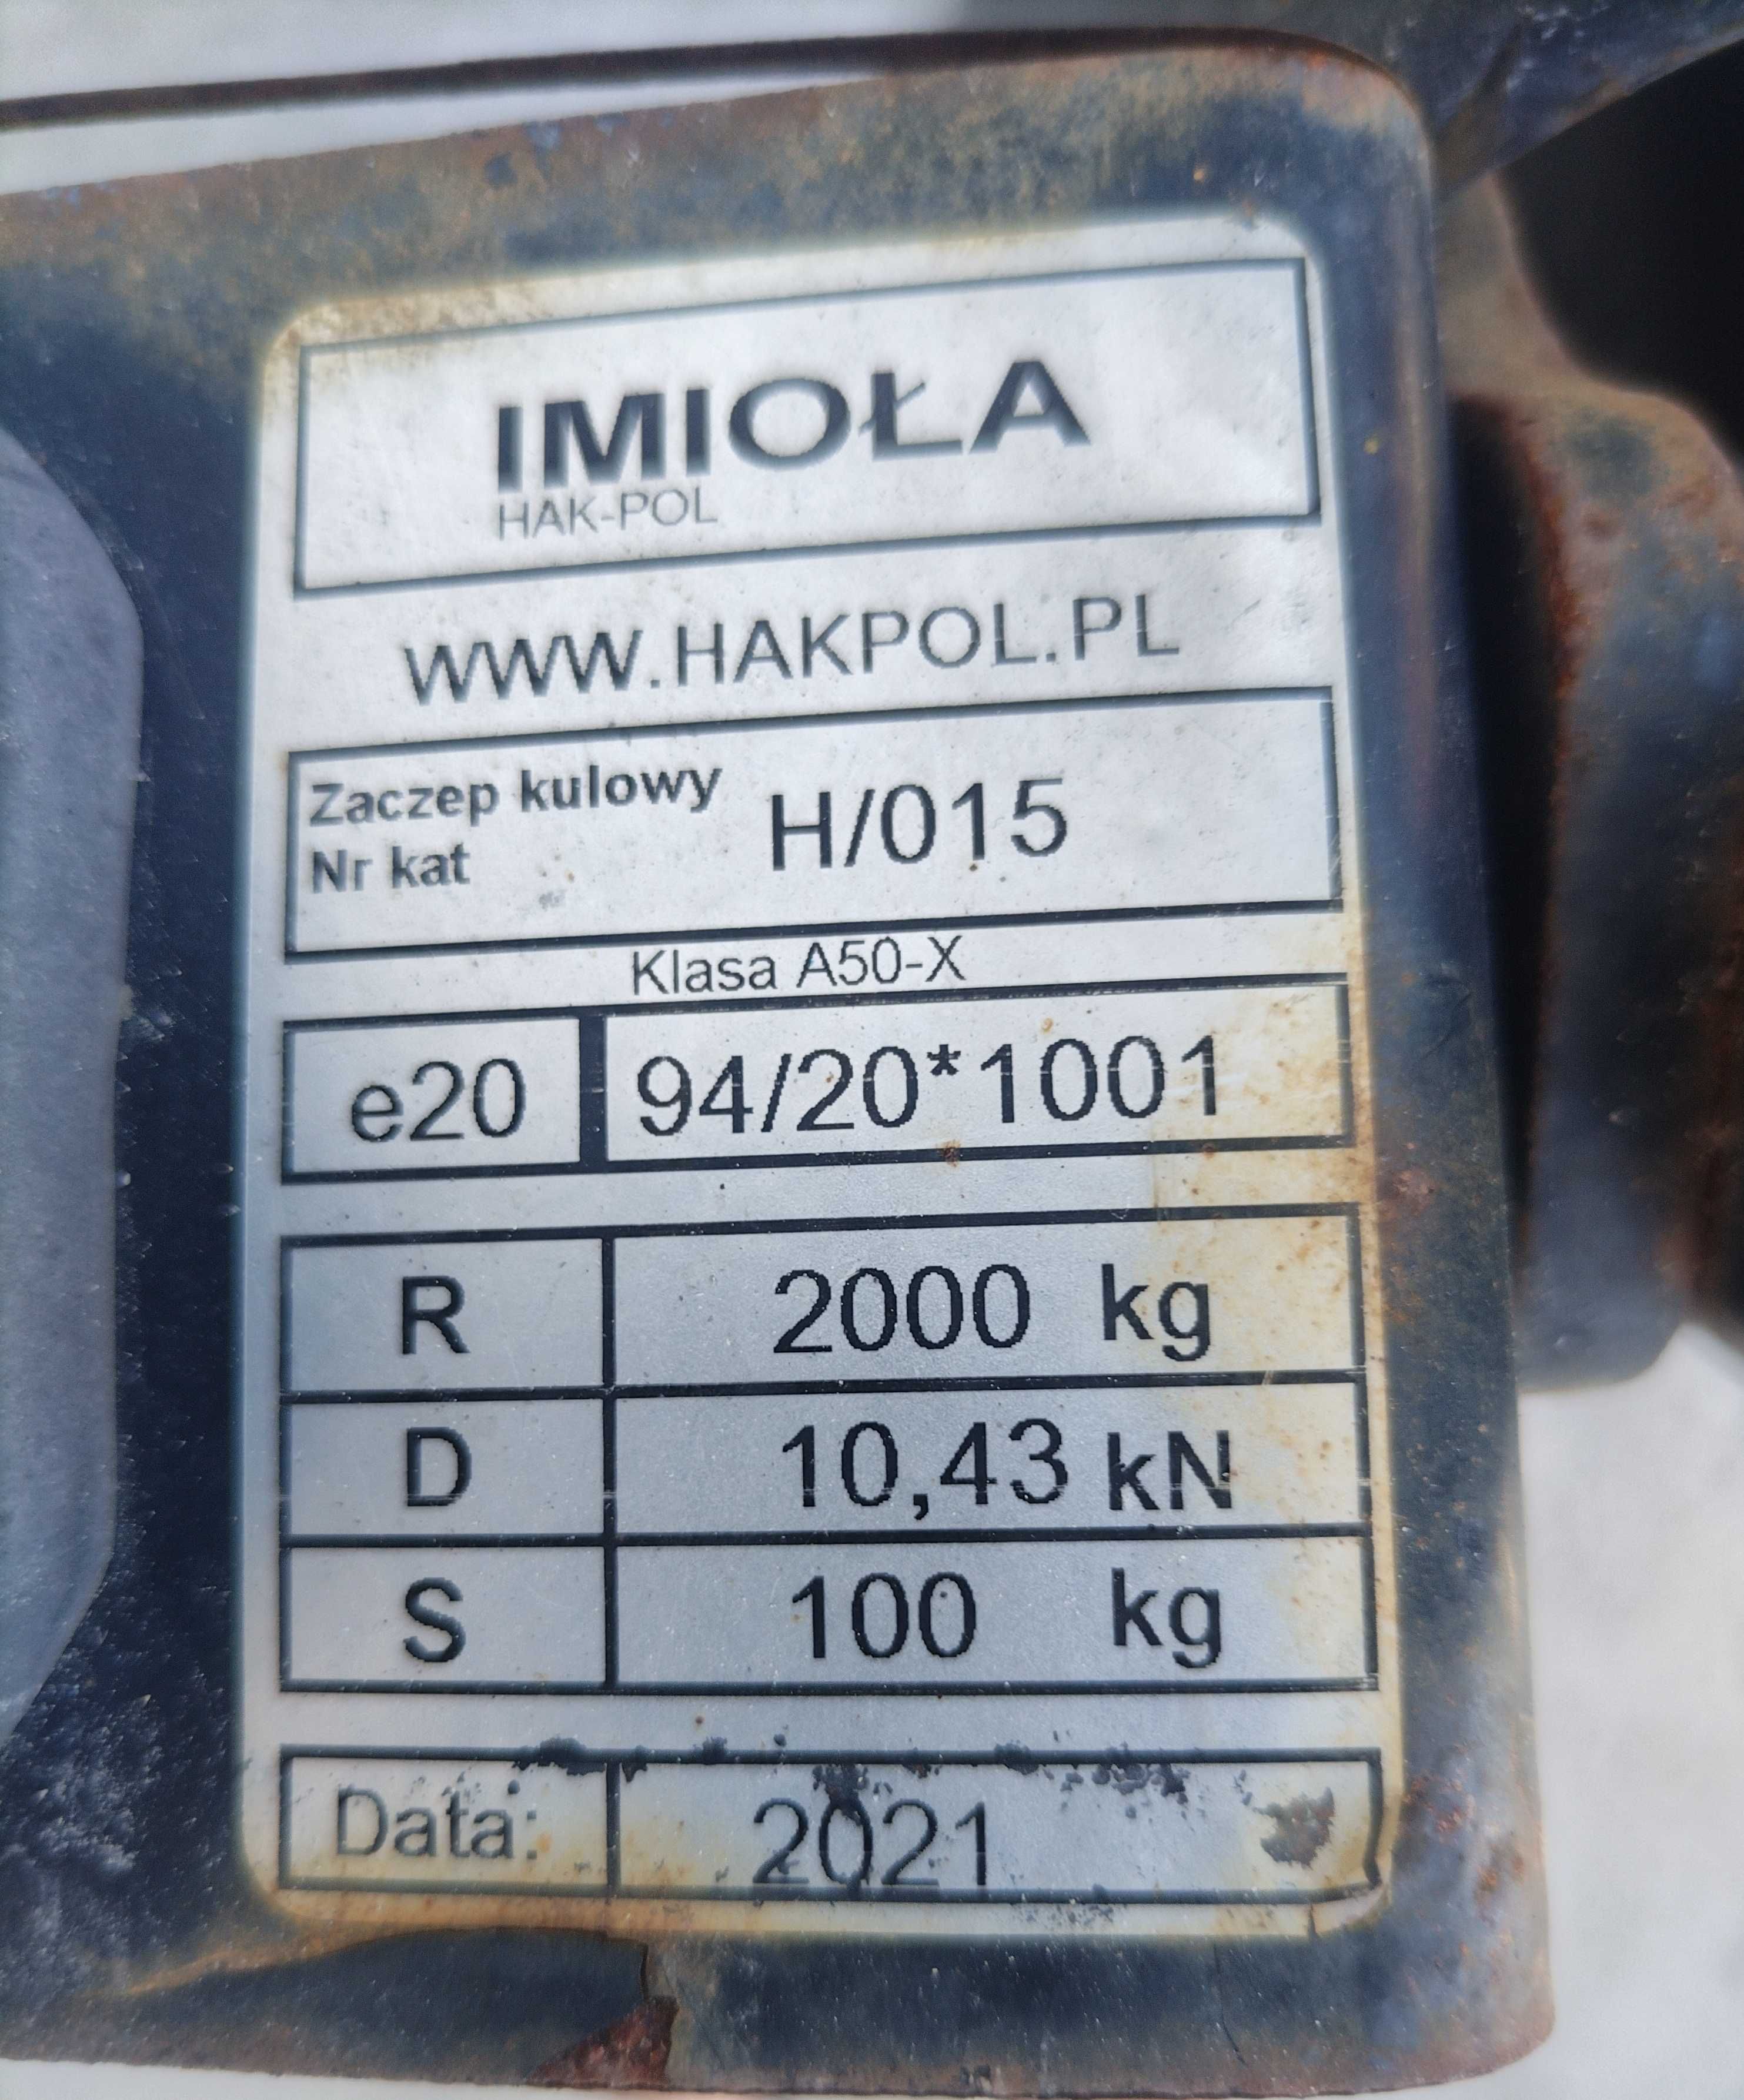 IMIOŁA
HAK-POL
WWW.HAKPOL.PL
Zaczep kulowy
Nr kat H/015
Klasa A50-X
e20 94/20*1001
R 2000 kg
D 10,43 kN
S 100 kg
Data: 2021